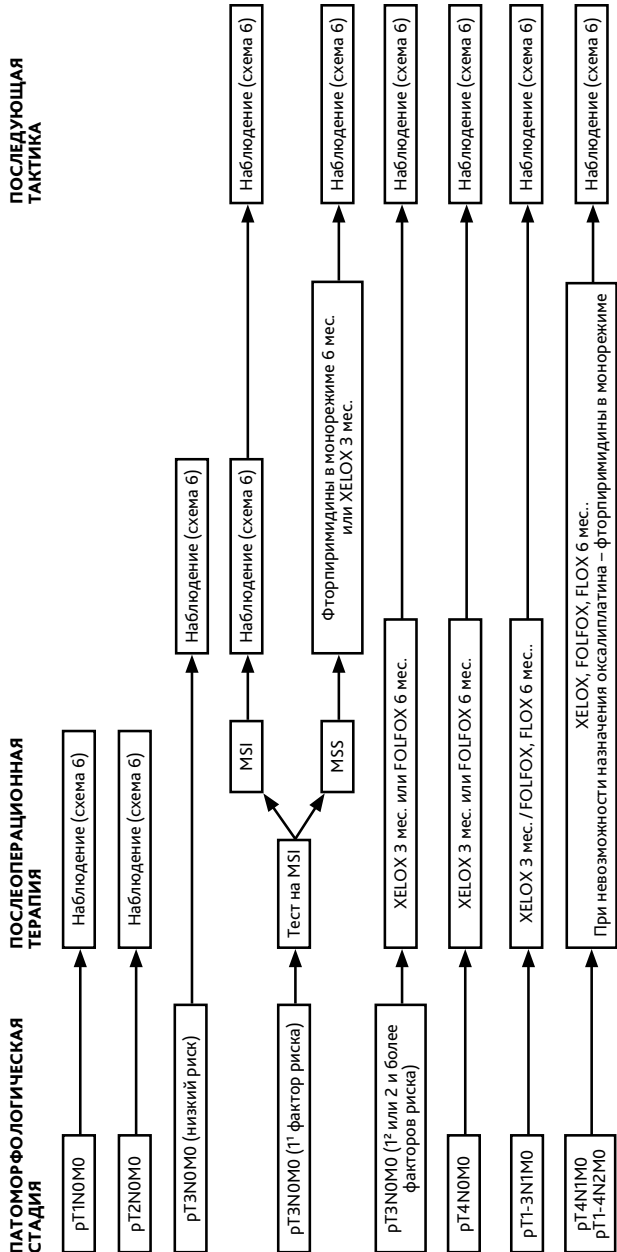 ПАТОМОРФОЛОГИЧЕСКАЯ
СТАДИЯ
ПОСЛЕОПЕРАЦИОННАЯ
ТЕРАПИЯ
ПОСЛЕДУЮЩАЯ
ТАКТИКА
pT1N0M0
Наблюдение (схема 6)
pT2N0M0
Наблюдение (схема 6)
pT3N0M0 (низкий риск)
Наблюдение (схема 6)
pT3N0M0 (1¹ фактор риска)
Тест на MSI
MSI
Наблюдение (схема 6)
Наблюдение (схема 6)
MSS
Фторпиримидины в монорежиме 6 мес.
или XELOX 3 мес.
Наблюдение (схема 6)
pT3N0M0 (1² или 2 и более
факторов риска)
XELOX 3 мес. или FOLFOX 6 мес.
Наблюдение (схема 6)
pT4N0M0
XELOX 3 мес. или FOLFOX 6 мес.
Наблюдение (схема 6)
pT1-3N1M0
XELOX 3 мес. / FOLFOX, FLOX 6 мес..
Наблюдение (схема 6)
pT4N1M0
pT1-4N2M0
XELOX, FOLFOX, FLOX 6 мес..
При невозможности назначения оксалиплатина – фторпиримидины в монорежиме
Наблюдение (схема 6)